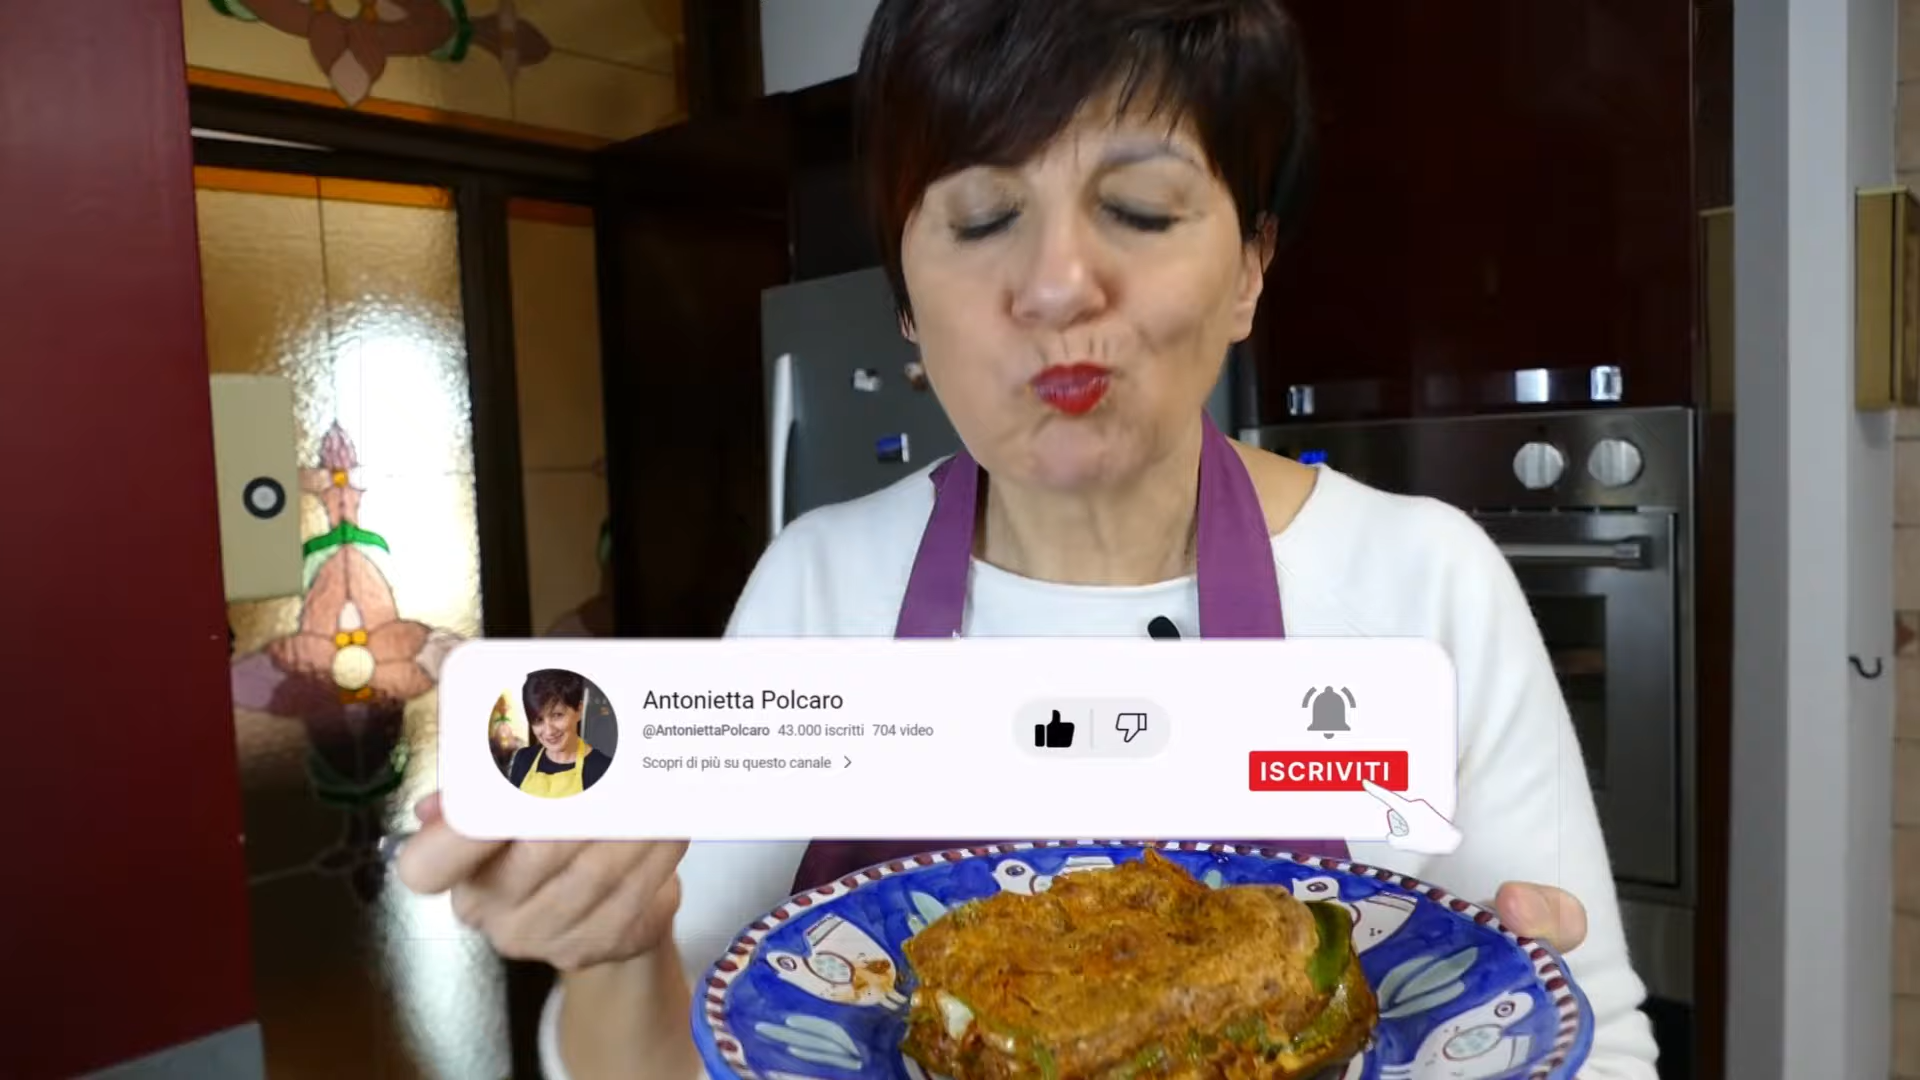 Antonietta Polcaro
@AntoniettaPolcaro 43.000 iscritti 704 video
Scopri di più su questo canale
ISCRIVITI